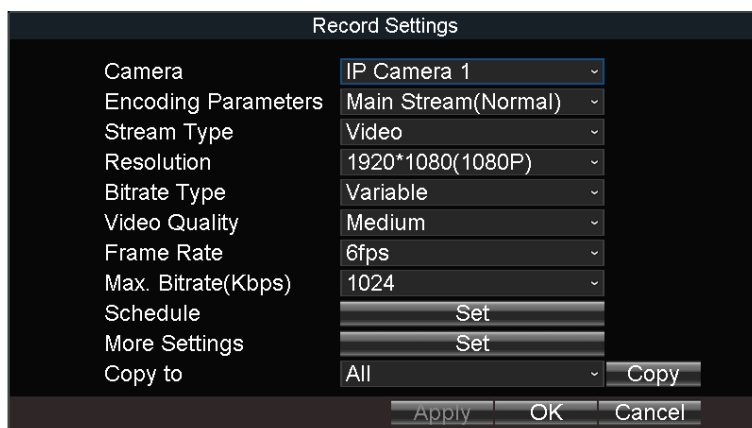 Record Settings
Camera IP Camera 1
Encoding Parameters Main Stream(Normal)
Stream Type Video
Resolution 1920*1080(1080P)
Bitrate Type Variable
Video Quality Medium
Frame Rate 6fps
Max. Bitrate(Kbps) 1024
Schedule Set
More Settings Set
Copy to All Copy
Apply OK Cancel